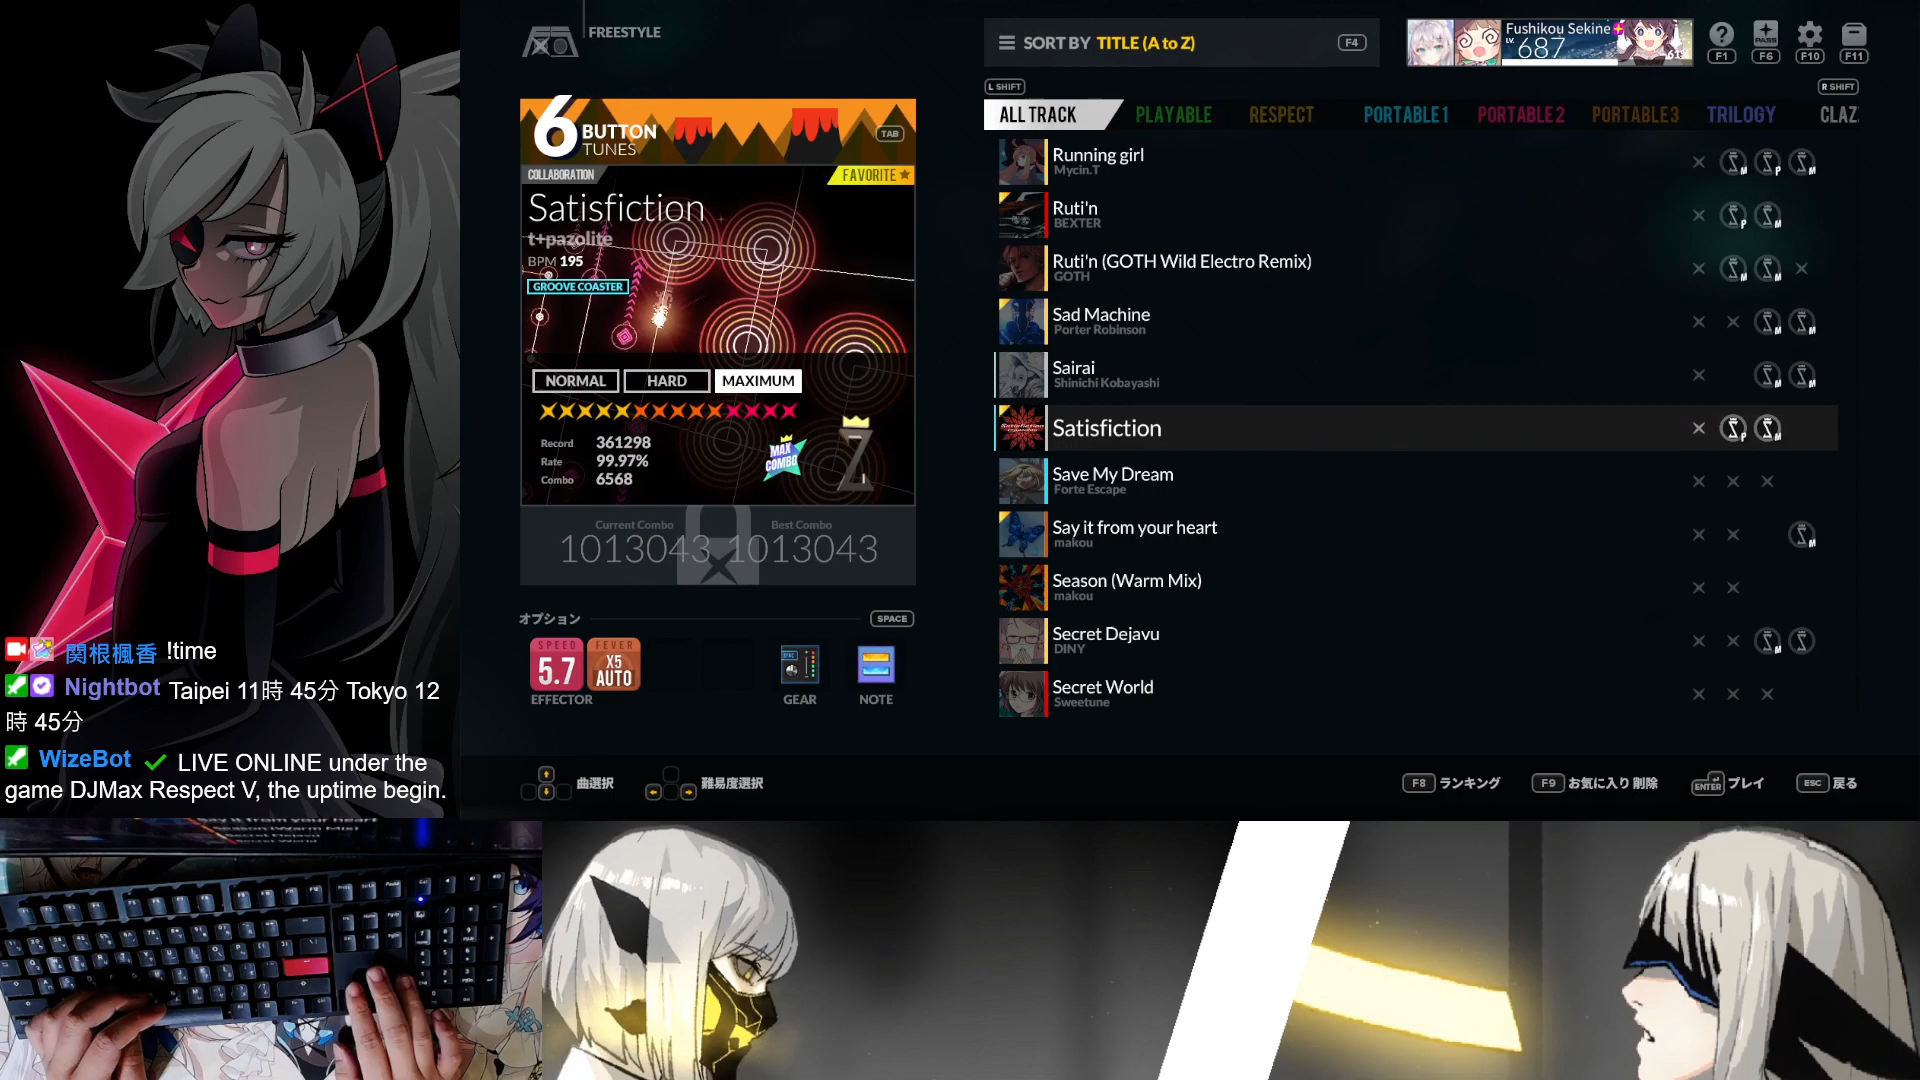 FREESTYLE
SORT BY TITLE (A to Z)
F4
Fushikou Sekine
LV. 687
F1
F6
F10
F11
PASS
L SHIFT
R SHIFT
ALL TRACK
PLAYABLE
RESPECT
PORTABLE1
PORTABLE2
PORTABLE3
TRILOGY
CLAZ
6 BUTTON
TUNES
TAB
COLLABORATION
FAVORITE
Satisfiction
t+pazolite
BPM 195
GROOVE COASTER
NORMAL
HARD
MAXIMUM
Record 361298
Rate 99.97%
Combo 6568
MAX COMBO
Current Combo
Best Combo
1013043
1013043
オプション
SPACE
SPEED
5.7
FEVER
X5
AUTO
EFFECTOR
GEAR
NOTE
Running girl
Mycin.T
Ruti'n
BEXTER
Ruti'n (GOTH Wild Electro Remix)
GOTH
Sad Machine
Porter Robinson
Sairai
Shinichi Kobayashi
Satisfiction
Save My Dream
Forte Escape
Say it from your heart
makou
Season (Warm Mix)
makou
Secret Dejavu
DINY
Secret World
Sweetune
曲選択
難易度選択
F8 ランキング
F9 お気に入り 削除
ENTER プレイ
ESC 戻る
関根楓香 !time
Nightbot Taipei 11時 45分 Tokyo 12
時 45分
WizeBot LIVE ONLINE under the
game DJMax Respect V, the uptime begin.